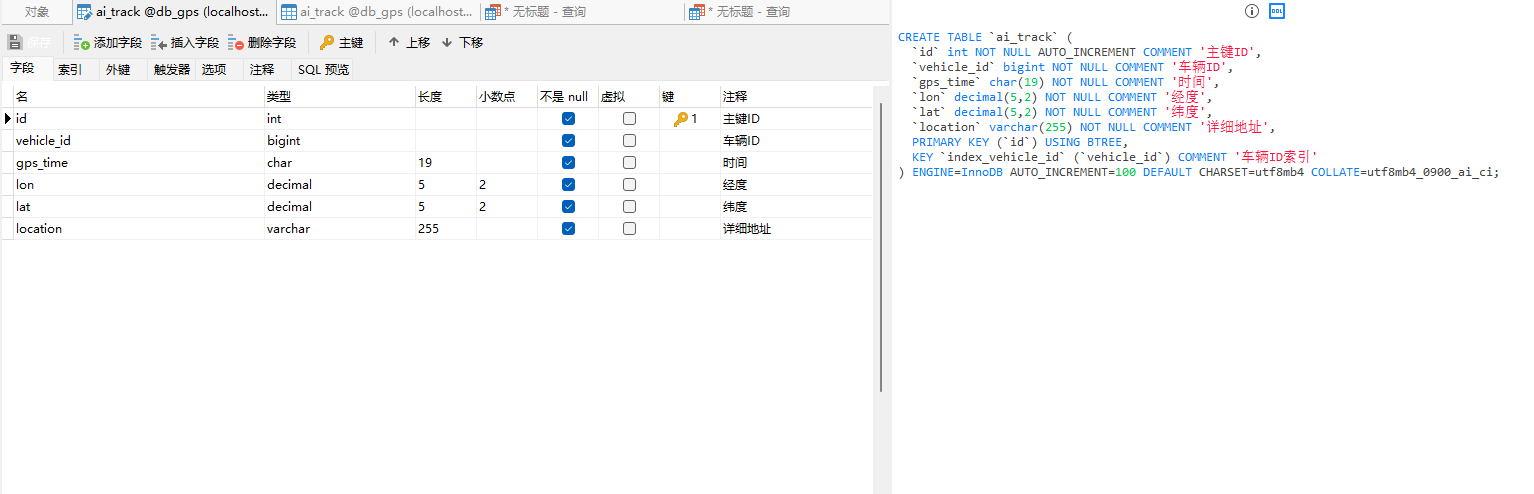 对象 ai_track @db_gps (localhost... ai_track @db_gps (localhost... * 无标题 - 查询 * 无标题 - 查询
保存 添加字段 插入字段 删除字段 主键 上移 下移
字段 索引 外键 触发器 选项 注释 SQL 预览
名 类型 长度 小数点 不是 null 虚拟 键 注释
id int 1 主键ID
vehicle_id bigint 车辆ID
gps_time char 19 时间
lon decimal 5 2 经度
lat decimal 5 2 纬度
location varchar 255 详细地址
DDL
CREATE TABLE `ai_track` (
`id` int NOT NULL AUTO_INCREMENT COMMENT '主键ID',
`vehicle_id` bigint NOT NULL COMMENT '车辆ID',
`gps_time` char(19) NOT NULL COMMENT '时间',
`lon` decimal(5,2) NOT NULL COMMENT '经度',
`lat` decimal(5,2) NOT NULL COMMENT '纬度',
`location` varchar(255) NOT NULL COMMENT '详细地址',
PRIMARY KEY (`id`) USING BTREE,
KEY `index_vehicle_id` (`vehicle_id`) COMMENT '车辆ID索引'
) ENGINE=InnoDB AUTO_INCREMENT=100 DEFAULT CHARSET=utf8mb4 COLLATE=utf8mb4_0900_ai_ci;